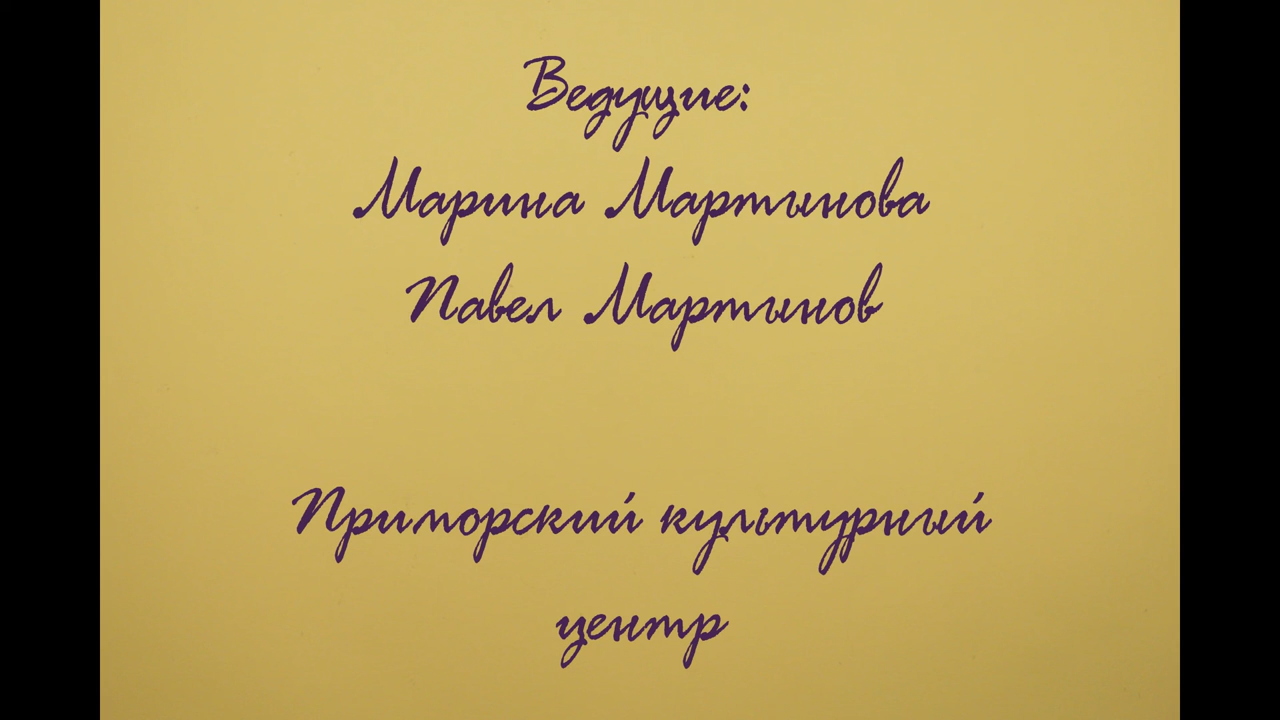 Ведущие:
Марина Мартынова
Павел Мартынов
Приморский культурный
центр